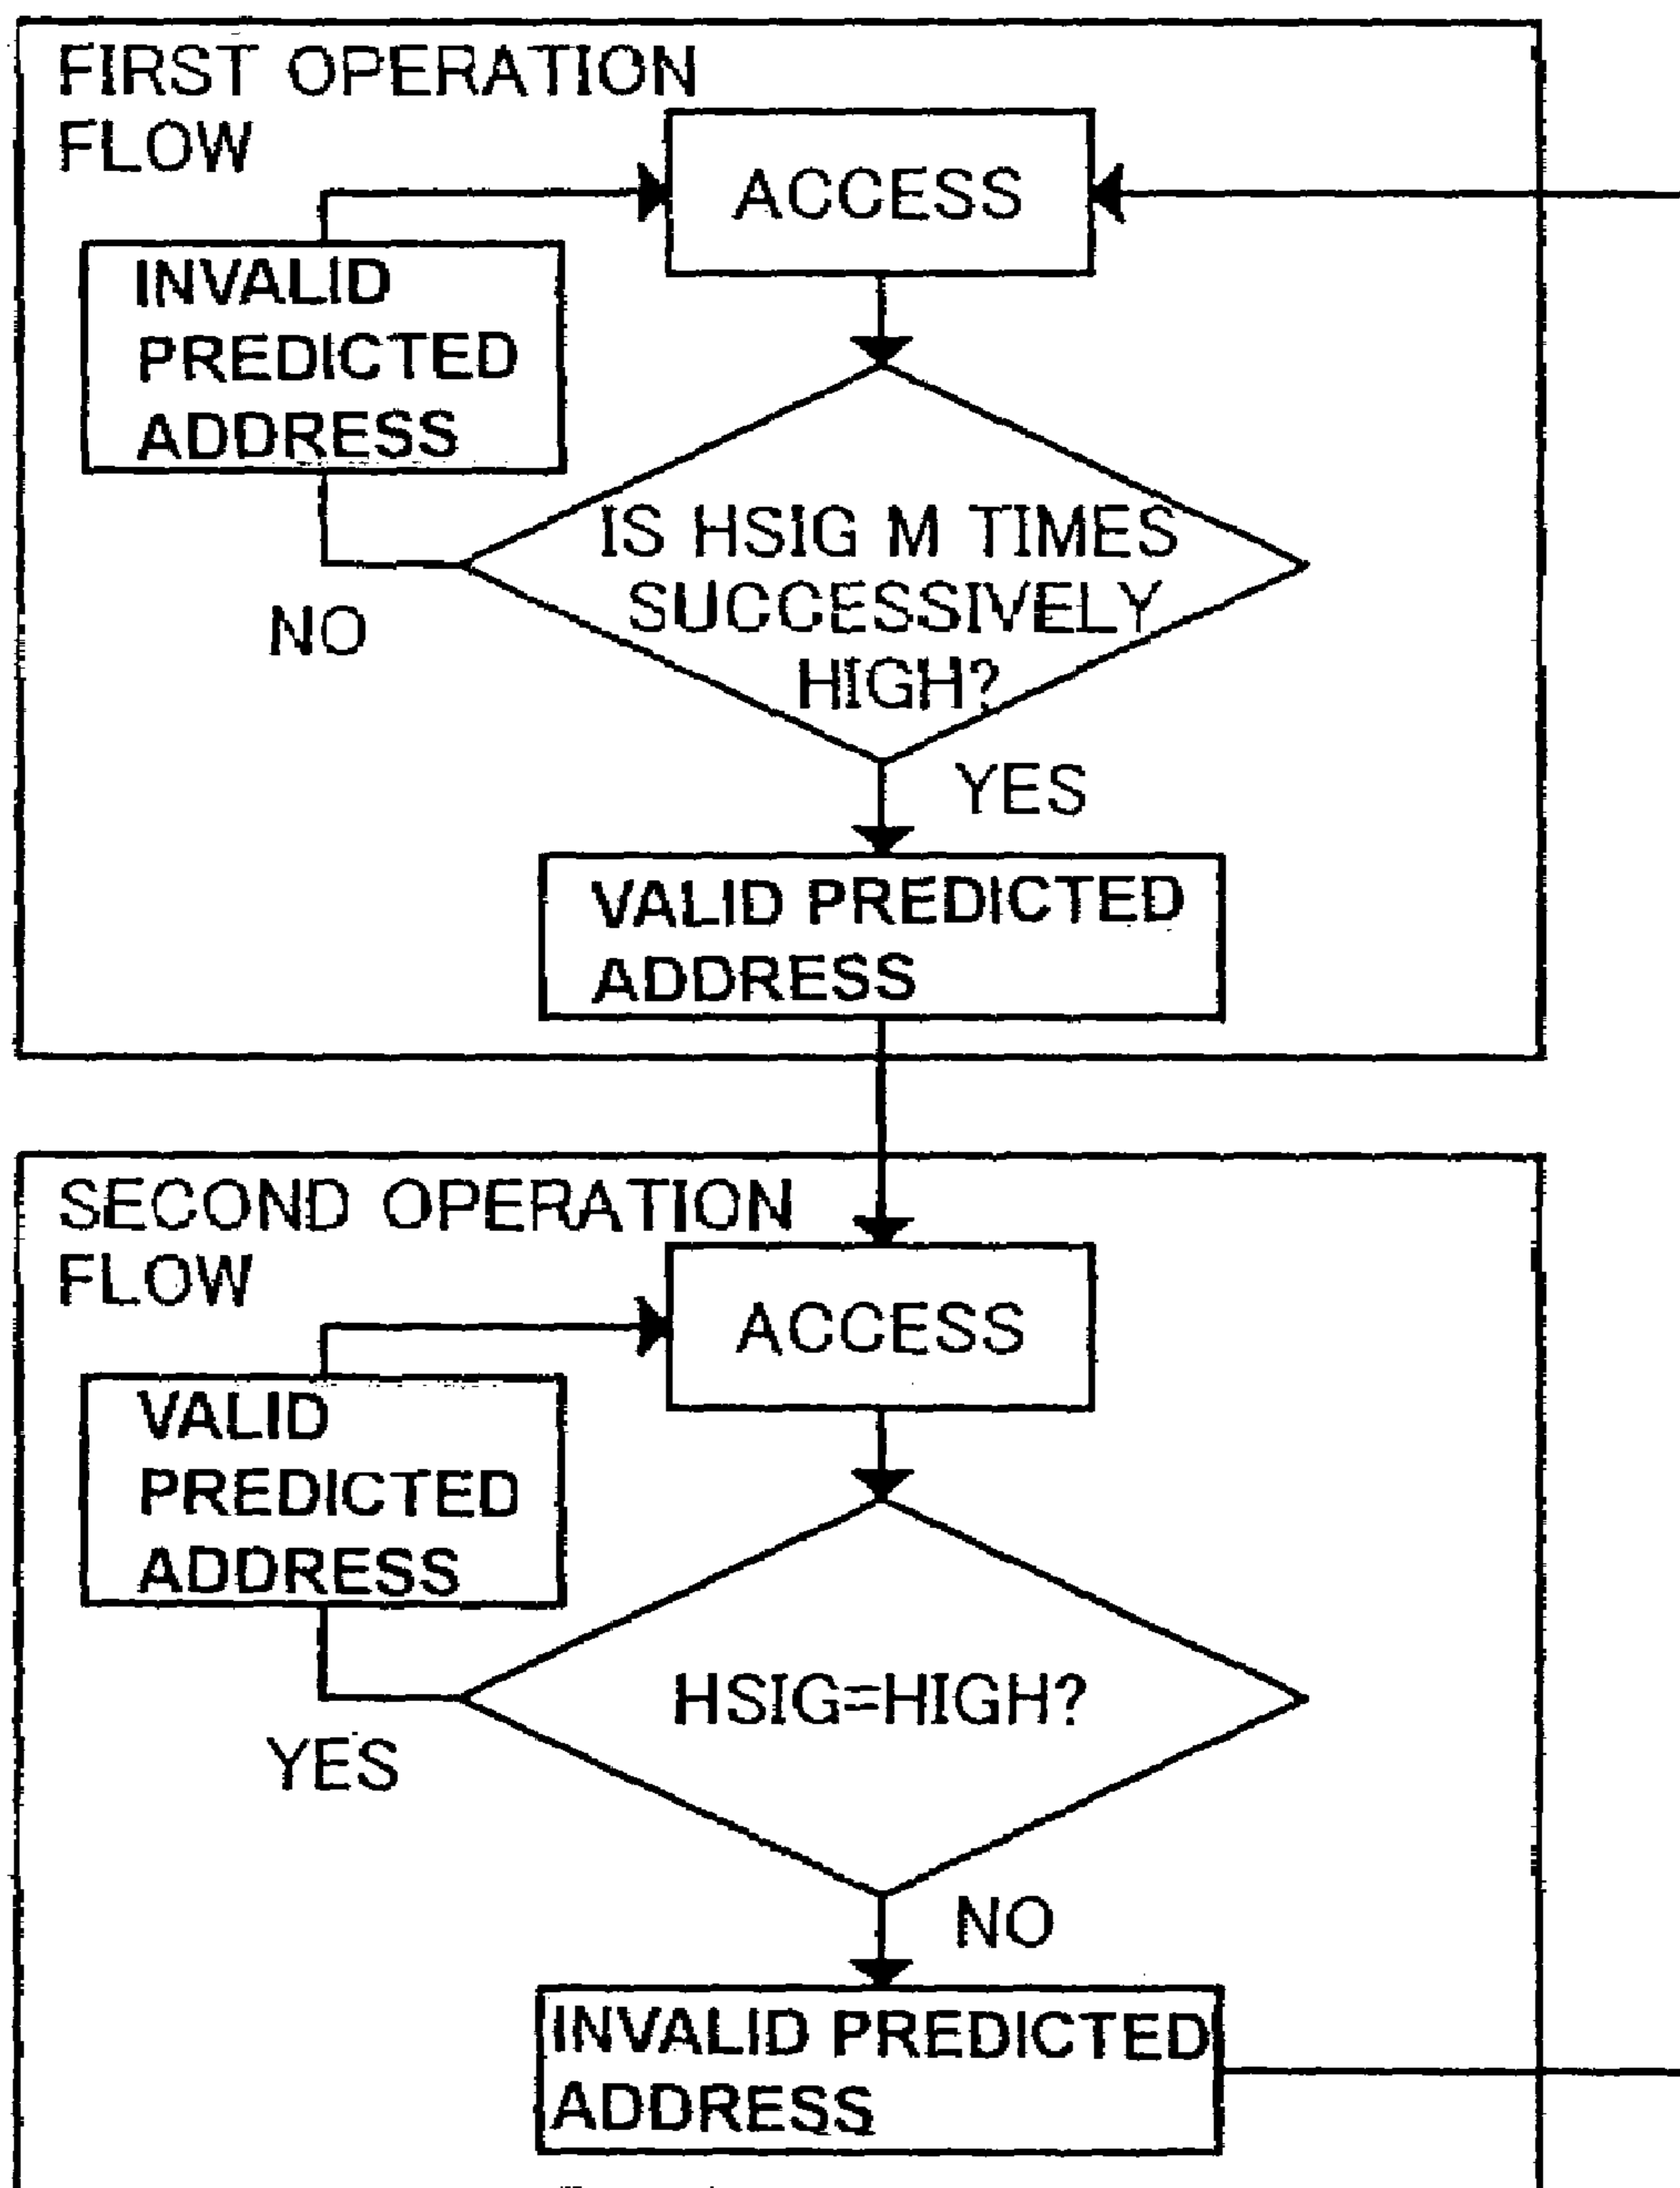 FIRST OPERATION
FLOW
ACCESS
INVALID
PREDICTED
ADDRESS
IS HSIG M TIMES
SUCCESSIVELY
HIGH?
NO
YES
VALID PREDICTED
ADDRESS
SECOND OPERATION
FLOW
ACCESS
VALID
PREDICTED
ADDRESS
HSIG=HIGH?
YES
NO
INVALID PREDICTED
ADDRESS